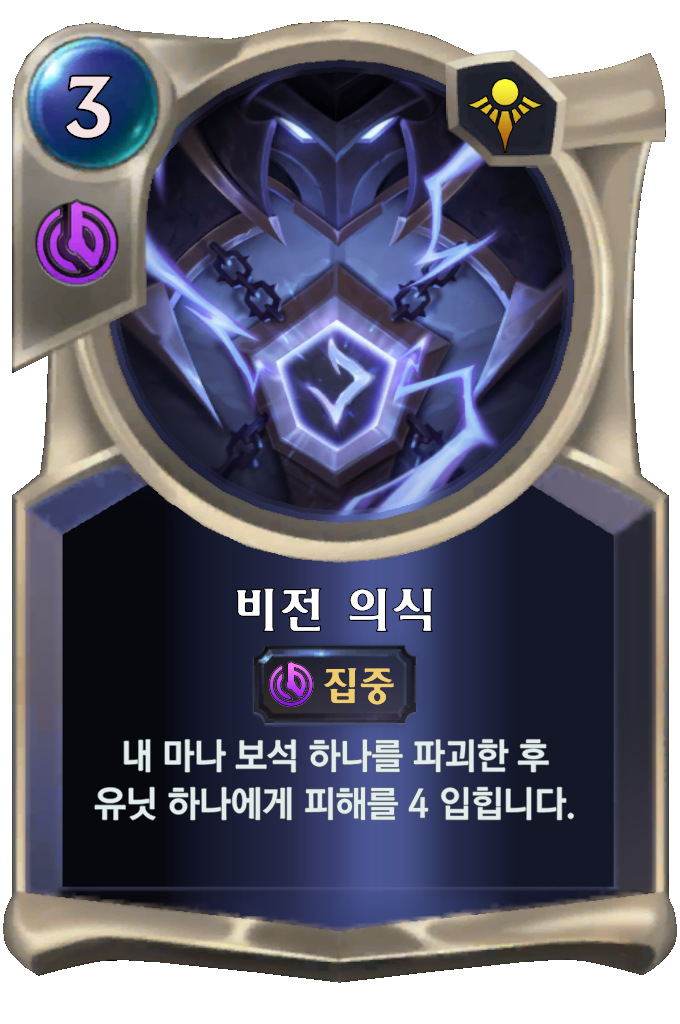 3
비전 의식
집중
내 마나 보석 하나를 파괴한 후
유닛 하나에게 피해를 4 입힙니다.